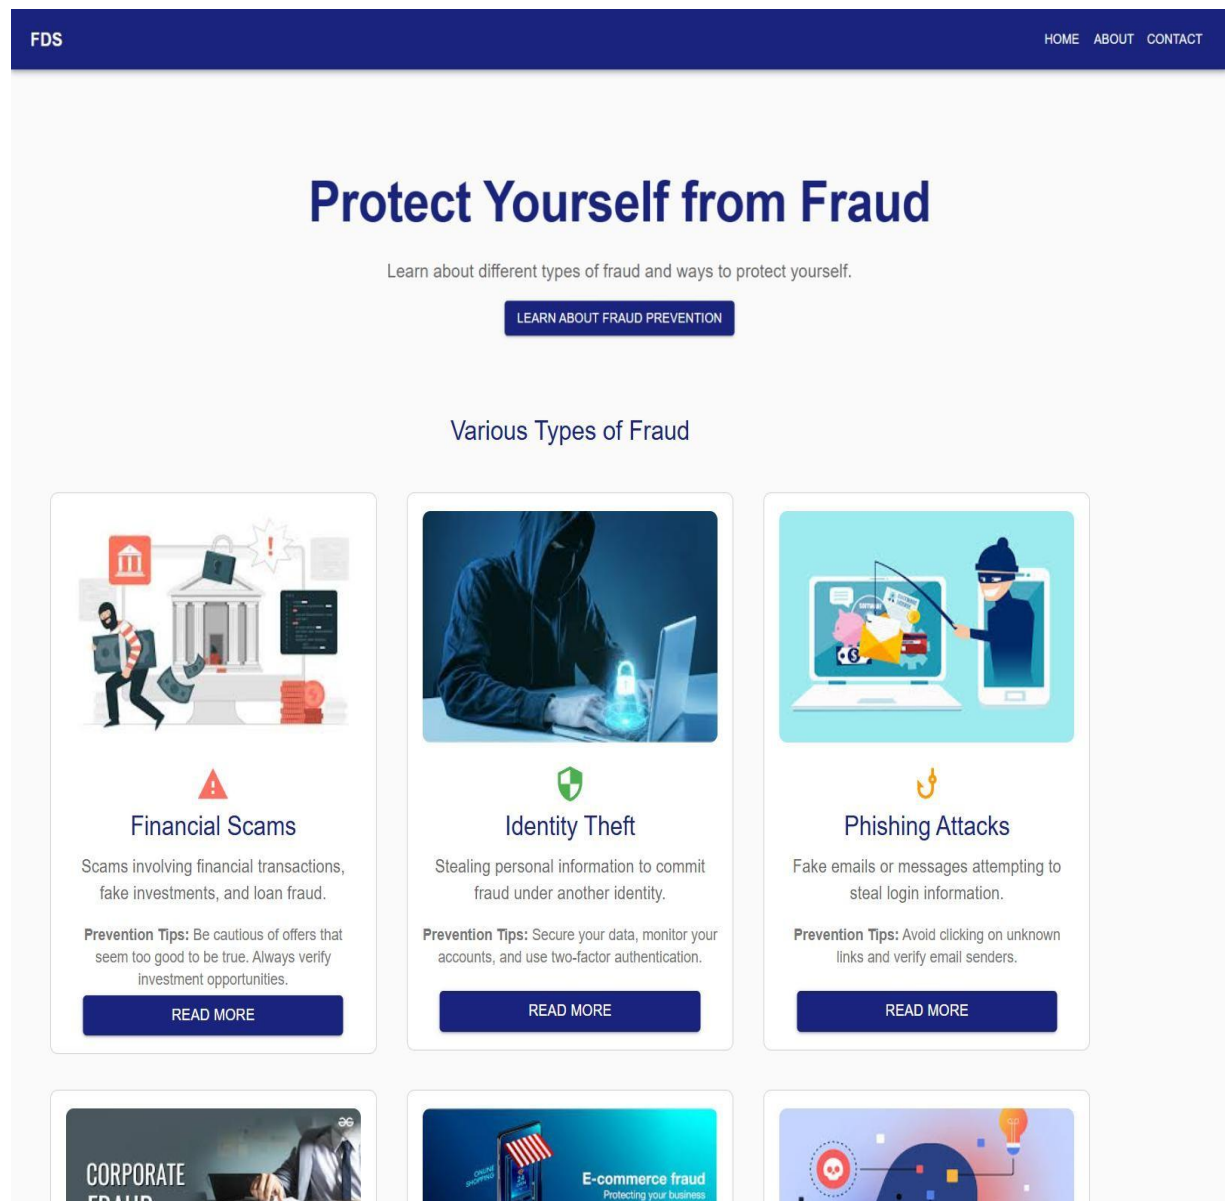 FDS
HOME ABOUT CONTACT
Protect Yourself from Fraud
Learn about different types of fraud and ways to protect yourself.
LEARN ABOUT FRAUD PREVENTION
Various Types of Fraud
Financial Scams
Scams involving financial transactions,
fake investments, and loan fraud.
Prevention Tips: Be cautious of offers that
seem too good to be true. Always verify
investment opportunities.
READ MORE
Identity Theft
Stealing personal information to commit
fraud under another identity.
Prevention Tips: Secure your data, monitor your
accounts, and use two-factor authentication.
READ MORE
Phishing Attacks
Fake emails or messages attempting to
steal login information.
Prevention Tips: Avoid clicking on unknown
links and verify email senders.
READ MORE
CORPORATE
FRAUD
ONLINE
SHOPPING
24
E-commerce fraud
Protecting your business